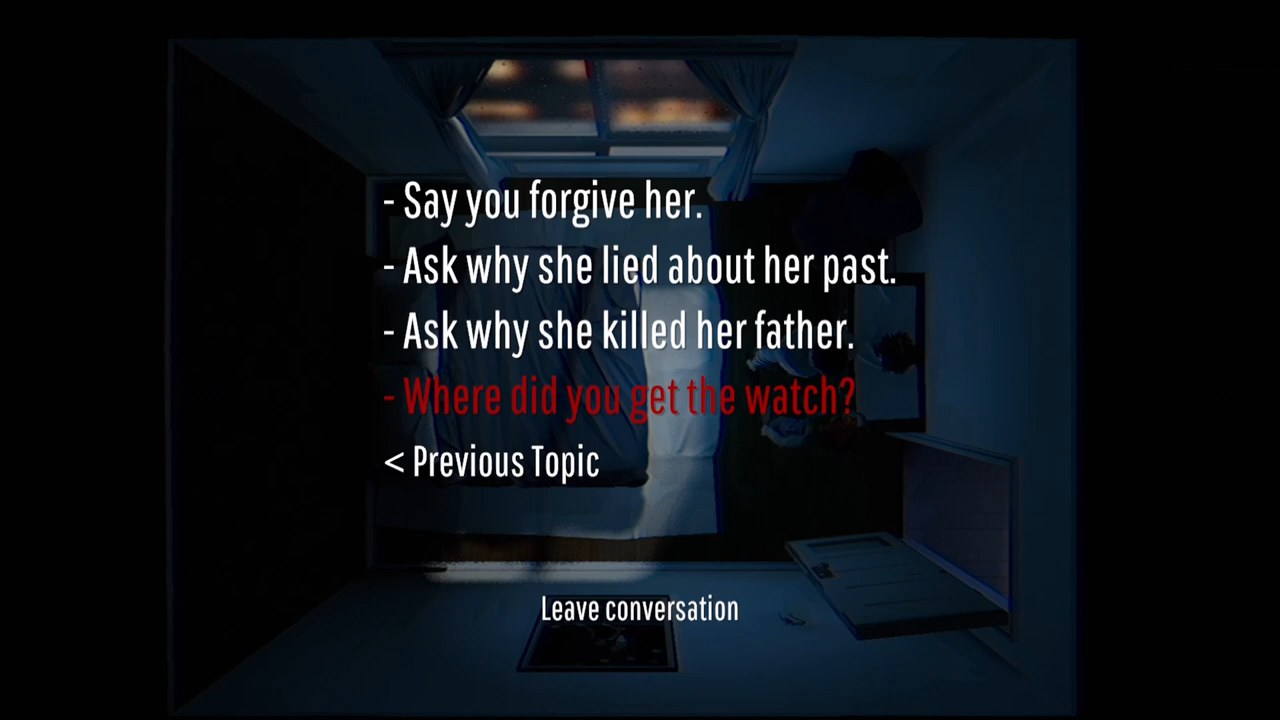 - Say you forgive her.
- Ask why she lied about her past.
- Ask why she killed her father.
- Where did you get the watch?
< Previous Topic
Leave conversation